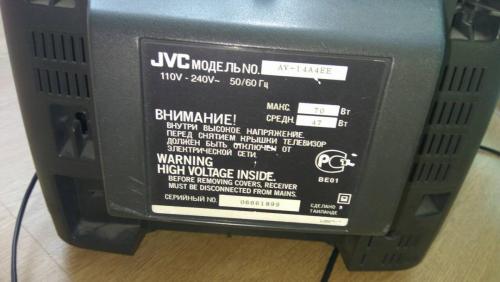 JVC МОДЕЛЬ NO. AV-14A4EE
110V - 240V~ 50/60 Гц
МАКС. 70 Вт
СРЕДН. 47 Вт
ВНИМАНИЕ!
ВНУТРИ ВЫСОКОЕ НАПРЯЖЕНИЕ.
ПЕРЕД СНЯТИЕМ КРЫШКИ ТЕЛЕВИЗОР
ДОЛЖЕН БЫТЬ ОТКЛЮЧЕН ОТ
ЭЛЕКТРИЧЕСКОЙ СЕТИ.
WARNING
HIGH VOLTAGE INSIDE.
BEFORE REMOVING COVERS, RECEIVER
MUST BE DISCONNECTED FROM MAINS.
РС
BE01
СЕРИЙНЫЙ NO. 06661899
СДЕЛАНО В
ТАИЛАНДЕ